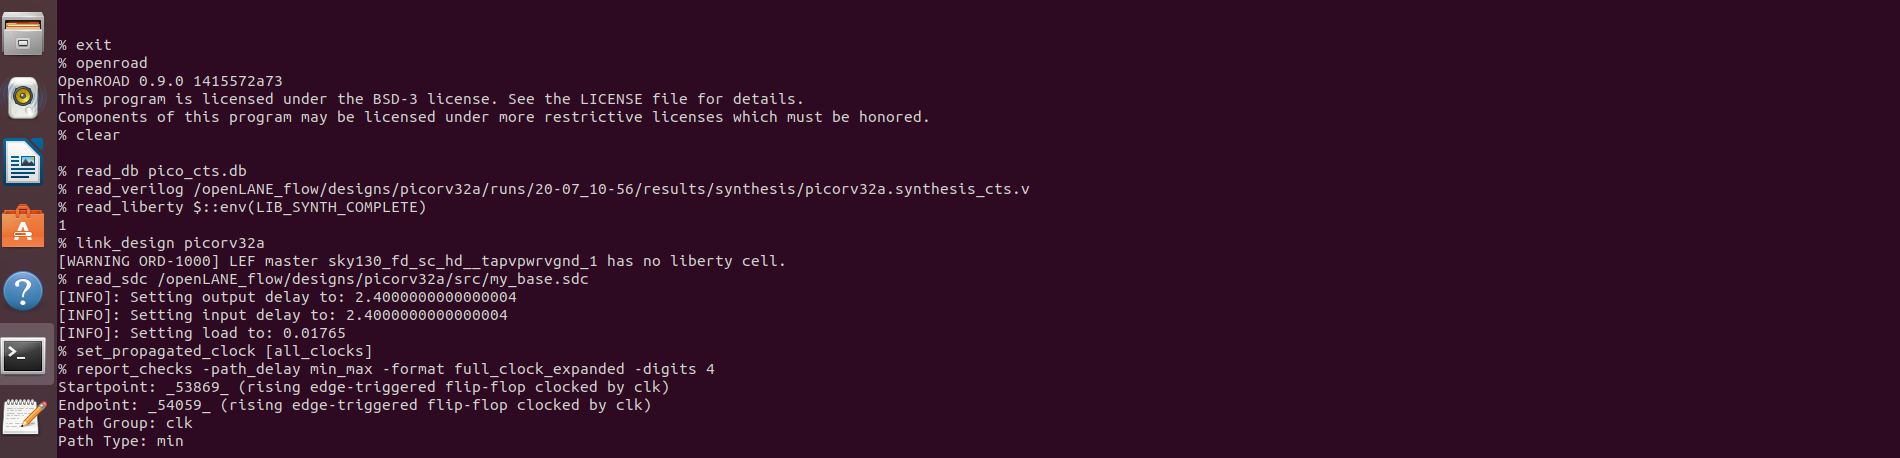 % exit
% openroad
OpenROAD 0.9.0 1415572a73
This program is licensed under the BSD-3 license. See the LICENSE file for details.
Components of this program may be licensed under more restrictive licenses which must be honored.
% clear
% read_db pico_cts.db
% read_verilog /openLANE_flow/designs/picorv32a/runs/20-07_10-56/results/synthesis/picorv32a.synthesis_cts.v
% read_liberty $::env(LIB_SYNTH_COMPLETE)
1
% link_design picorv32a
[WARNING ORD-1000] LEF master sky130_fd_sc_hd__tapvpwrvgnd_1 has no liberty cell.
% read_sdc /openLANE_flow/designs/picorv32a/src/my_base.sdc
[INFO]: Setting output delay to: 2.4000000000000004
[INFO]: Setting input delay to: 2.4000000000000004
[INFO]: Setting load to: 0.01765
% set_propagated_clock [all_clocks]
% report_checks -path_delay min_max -format full_clock_expanded -digits 4
Startpoint: _53869_ (rising edge-triggered flip-flop clocked by clk)
Endpoint: _54059_ (rising edge-triggered flip-flop clocked by clk)
Path Group: clk
Path Type: min